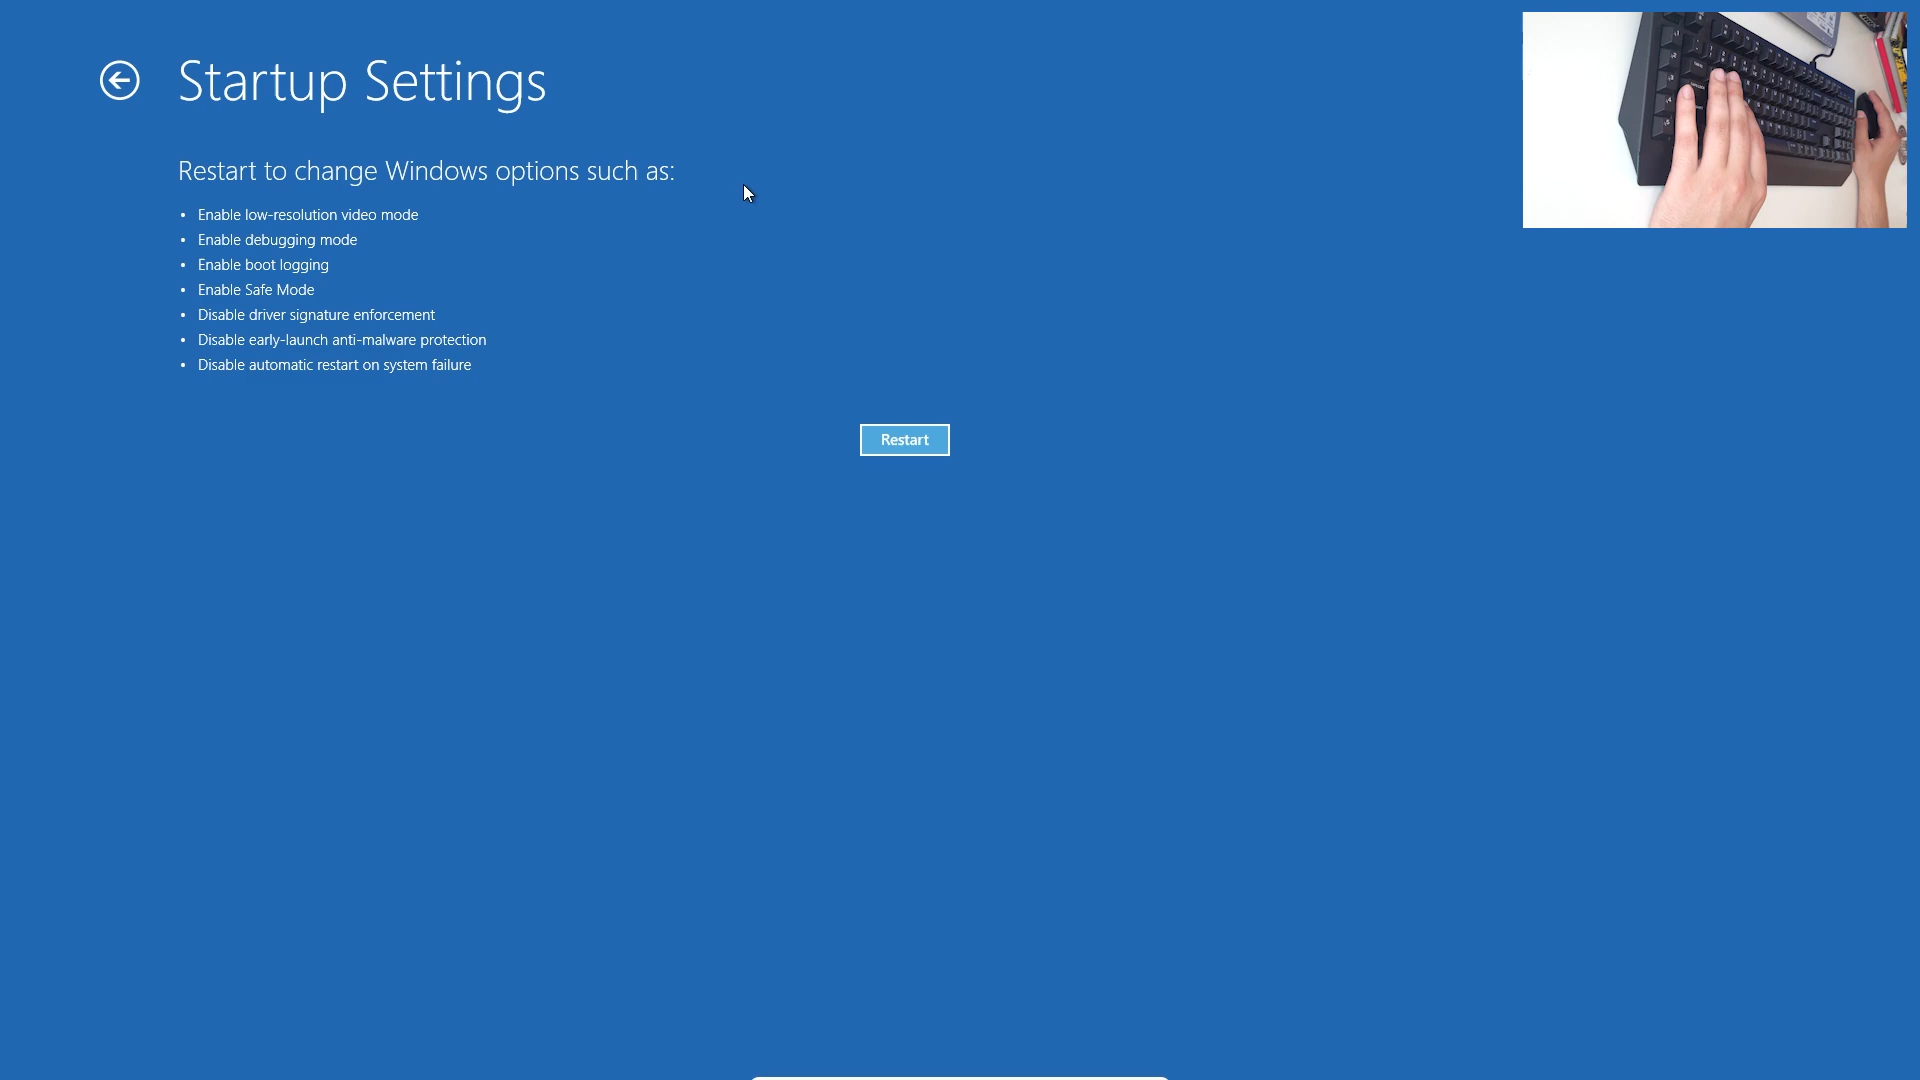 Startup Settings
Restart to change Windows options such as:
• Enable low-resolution video mode
• Enable debugging mode
• Enable boot logging
• Enable Safe Mode
• Disable driver signature enforcement
• Disable early-launch anti-malware protection
• Disable automatic restart on system failure
Restart